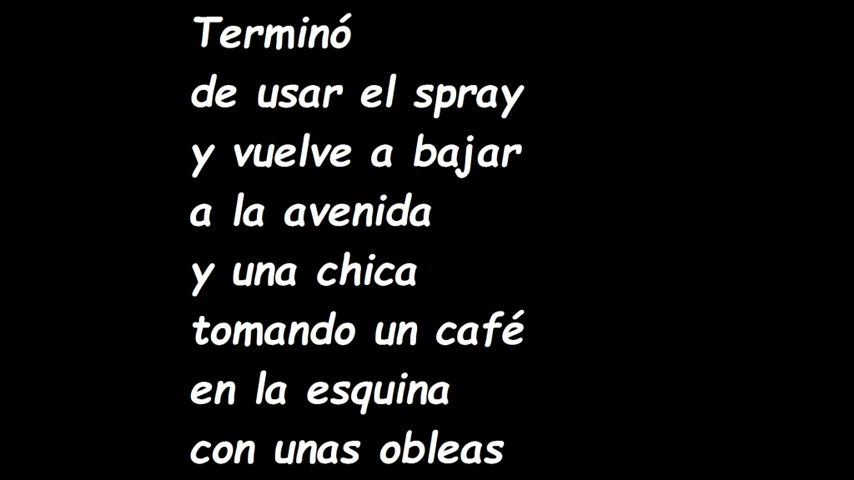 Terminó
de usar el spray
y vuelve a bajar
a la avenida
y una chica
tomando un café
en la esquina
con unas obleas